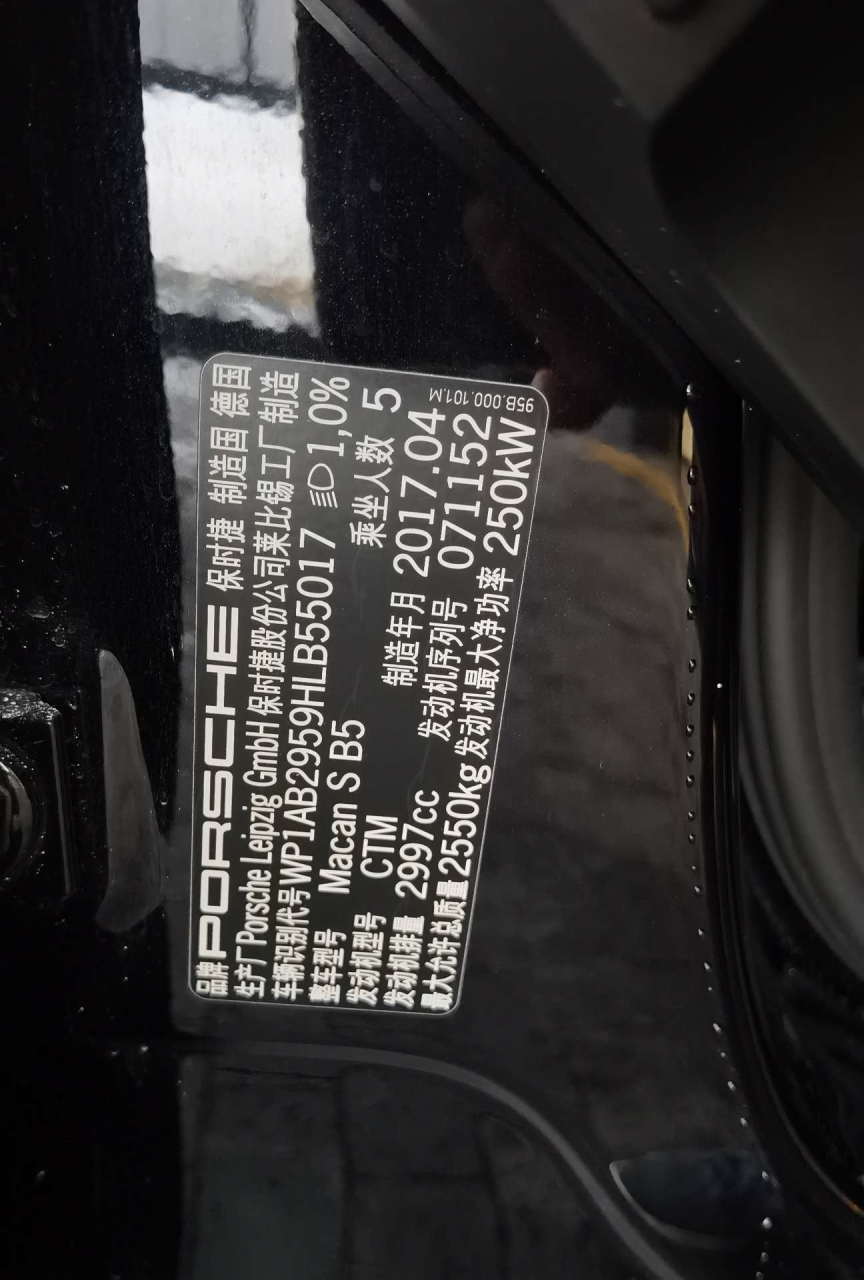 品牌 PORSCHE 保时捷 制造国 德国
生产厂 Porsche Leipzig GmbH 保时捷股份公司莱比锡工厂 制造
车辆识别代号 WP1AB2959HLB55017 1,0%
整车型号 Macan S B5 乘坐人数 5
发动机型号 CTM 制造年月 2017.04
发动机排量 2997cc 发动机序列号 071152
最大允许总质量 2550kg 发动机最大净功率 250kW
95B.000.101.M